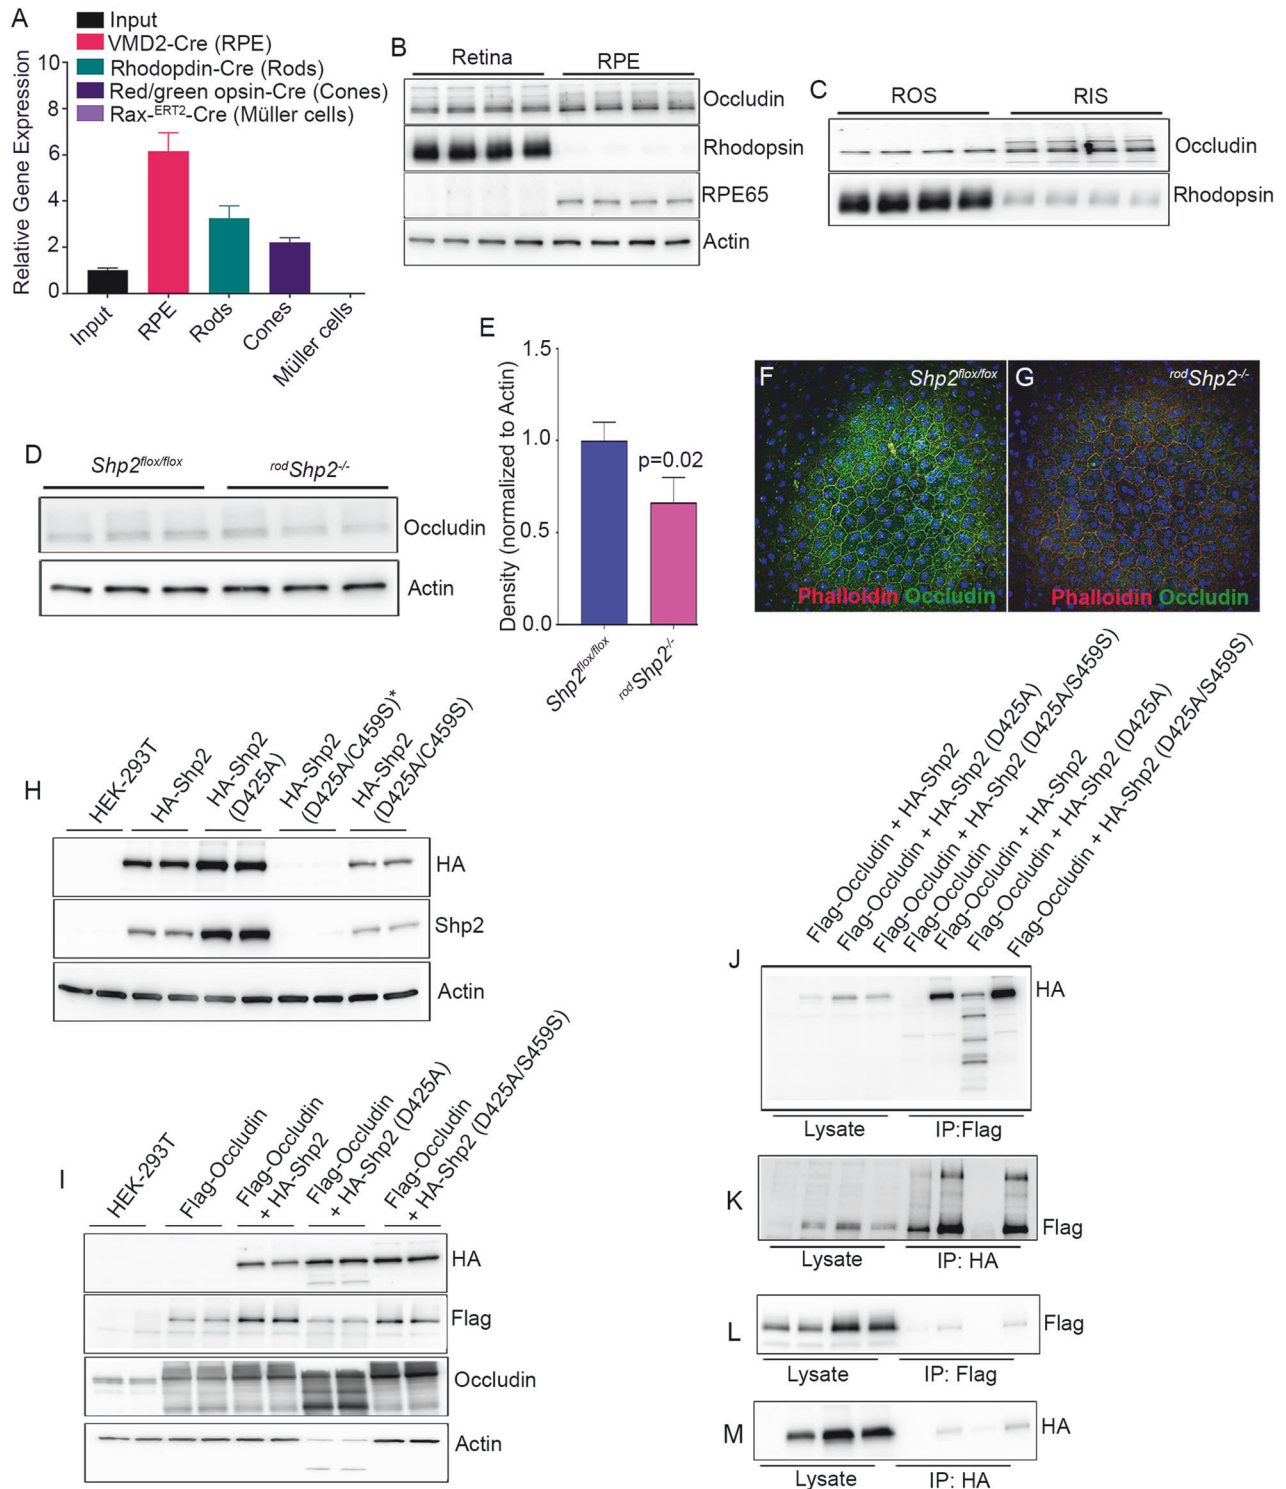 A
Input
VMD2-Cre (RPE)
Rhodopdin-Cre (Rods)
Red/green opsin-Cre (Cones)
Rax-ERT2-Cre (Müller cells)
Relative Gene Expression
10
8
6
4
2
0
Input
RPE
Rods
Cones
Müller cells
B
Retina
RPE
Occludin
Rhodopsin
RPE65
Actin
C
ROS
RIS
Occludin
Rhodopsin
D
Shp2flox/flox
rodShp2-/-
Occludin
Actin
E
Density (normalized to Actin)
1.5
1.0
0.5
0.0
p=0.02
Shp2flox/flox
rodShp2-/-
F
Shp2flox/fox
Phalloidin Occludin
G
rodShp2-/-
Phalloidin Occludin
H
HEK-293T
HA-Shp2
HA-Shp2
(D425A)
HA-Shp2
(D425A/C459S)*
HA-Shp2
(D425A/C459S)
HA
Shp2
Actin
I
HEK-293T
Flag-Occludin
Flag-Occludin
+ HA-Shp2
Flag-Occludin
+ HA-Shp2 (D425A)
Flag-Occludin
+ HA-Shp2 (D425A/S459S)
HA
Flag
Occludin
Actin
Flag-Occludin + HA-Shp2
Flag-Occludin + HA-Shp2 (D425A)
Flag-Occludin + HA-Shp2 (D425A/S459S)
Flag-Occludin
Flag-Occludin + HA-Shp2
Flag-Occludin + HA-Shp2 (D425A)
Flag-Occludin + HA-Shp2 (D425A/S459S)
J
HA
Lysate
IP:Flag
K
Flag
Lysate
IP: HA
L
Flag
Lysate
IP: Flag
M
HA
Lysate
IP: HA